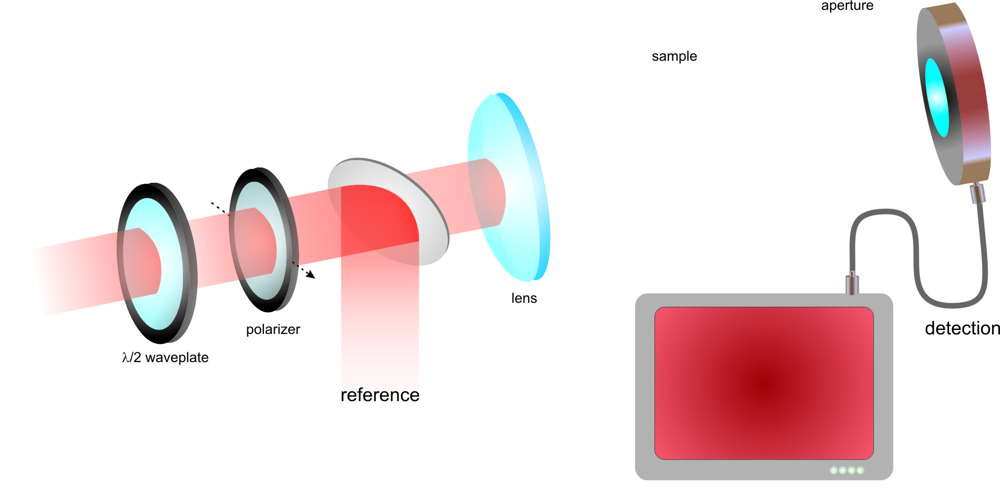 aperture
sample
lens
polarizer
detection
λ/2 waveplate
reference